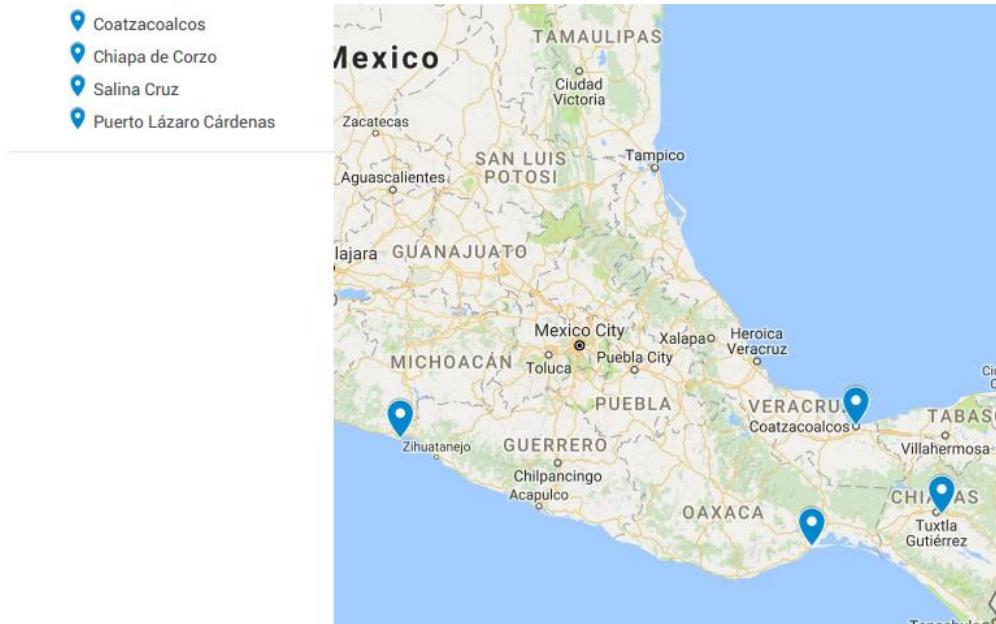 Coatzacoalcos
Chiapa de Corzo
Salina Cruz
Puerto Lázaro Cárdenas
Mexico
TAMAULIPAS
Ciudad
Victoria
Zacatecas
SAN LUIS
POTOSI
Tampico
Aguascalientes
lajara
GUANAJUATO
Mexico City
Xalapa
Heroica
Veracruz
MICHOACÁN
Toluca
Puebla City
PUEBLA
VERACRU
Coatzacoalcos
TABASC
Villahermosa
Zihuatanejo
GUERRERO
Chilpancingo
Acapulco
OAXACA
CHIA AS
Tuxtla
Gutiérrez